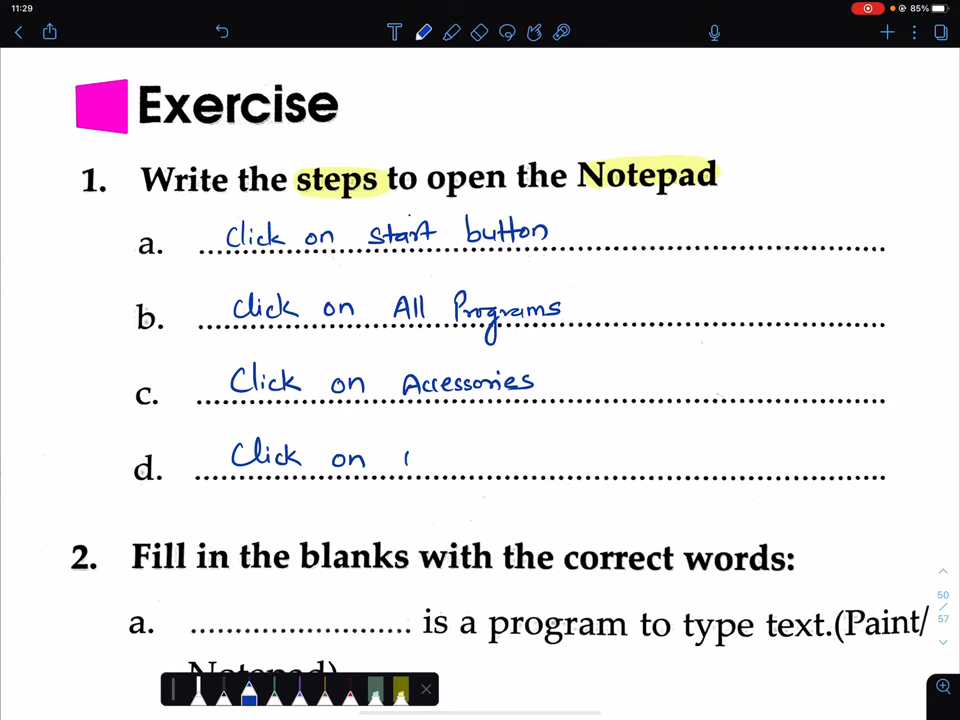 11:29
85%
Exercise
1. Write the steps to open the Notepad
a. Click on start button
b. Click on All Programs
c. Click on Accessories
d. Click on
2. Fill in the blanks with the correct words:
a. ........................ is a program to type text.(Paint/
Notepad)
50
/
57